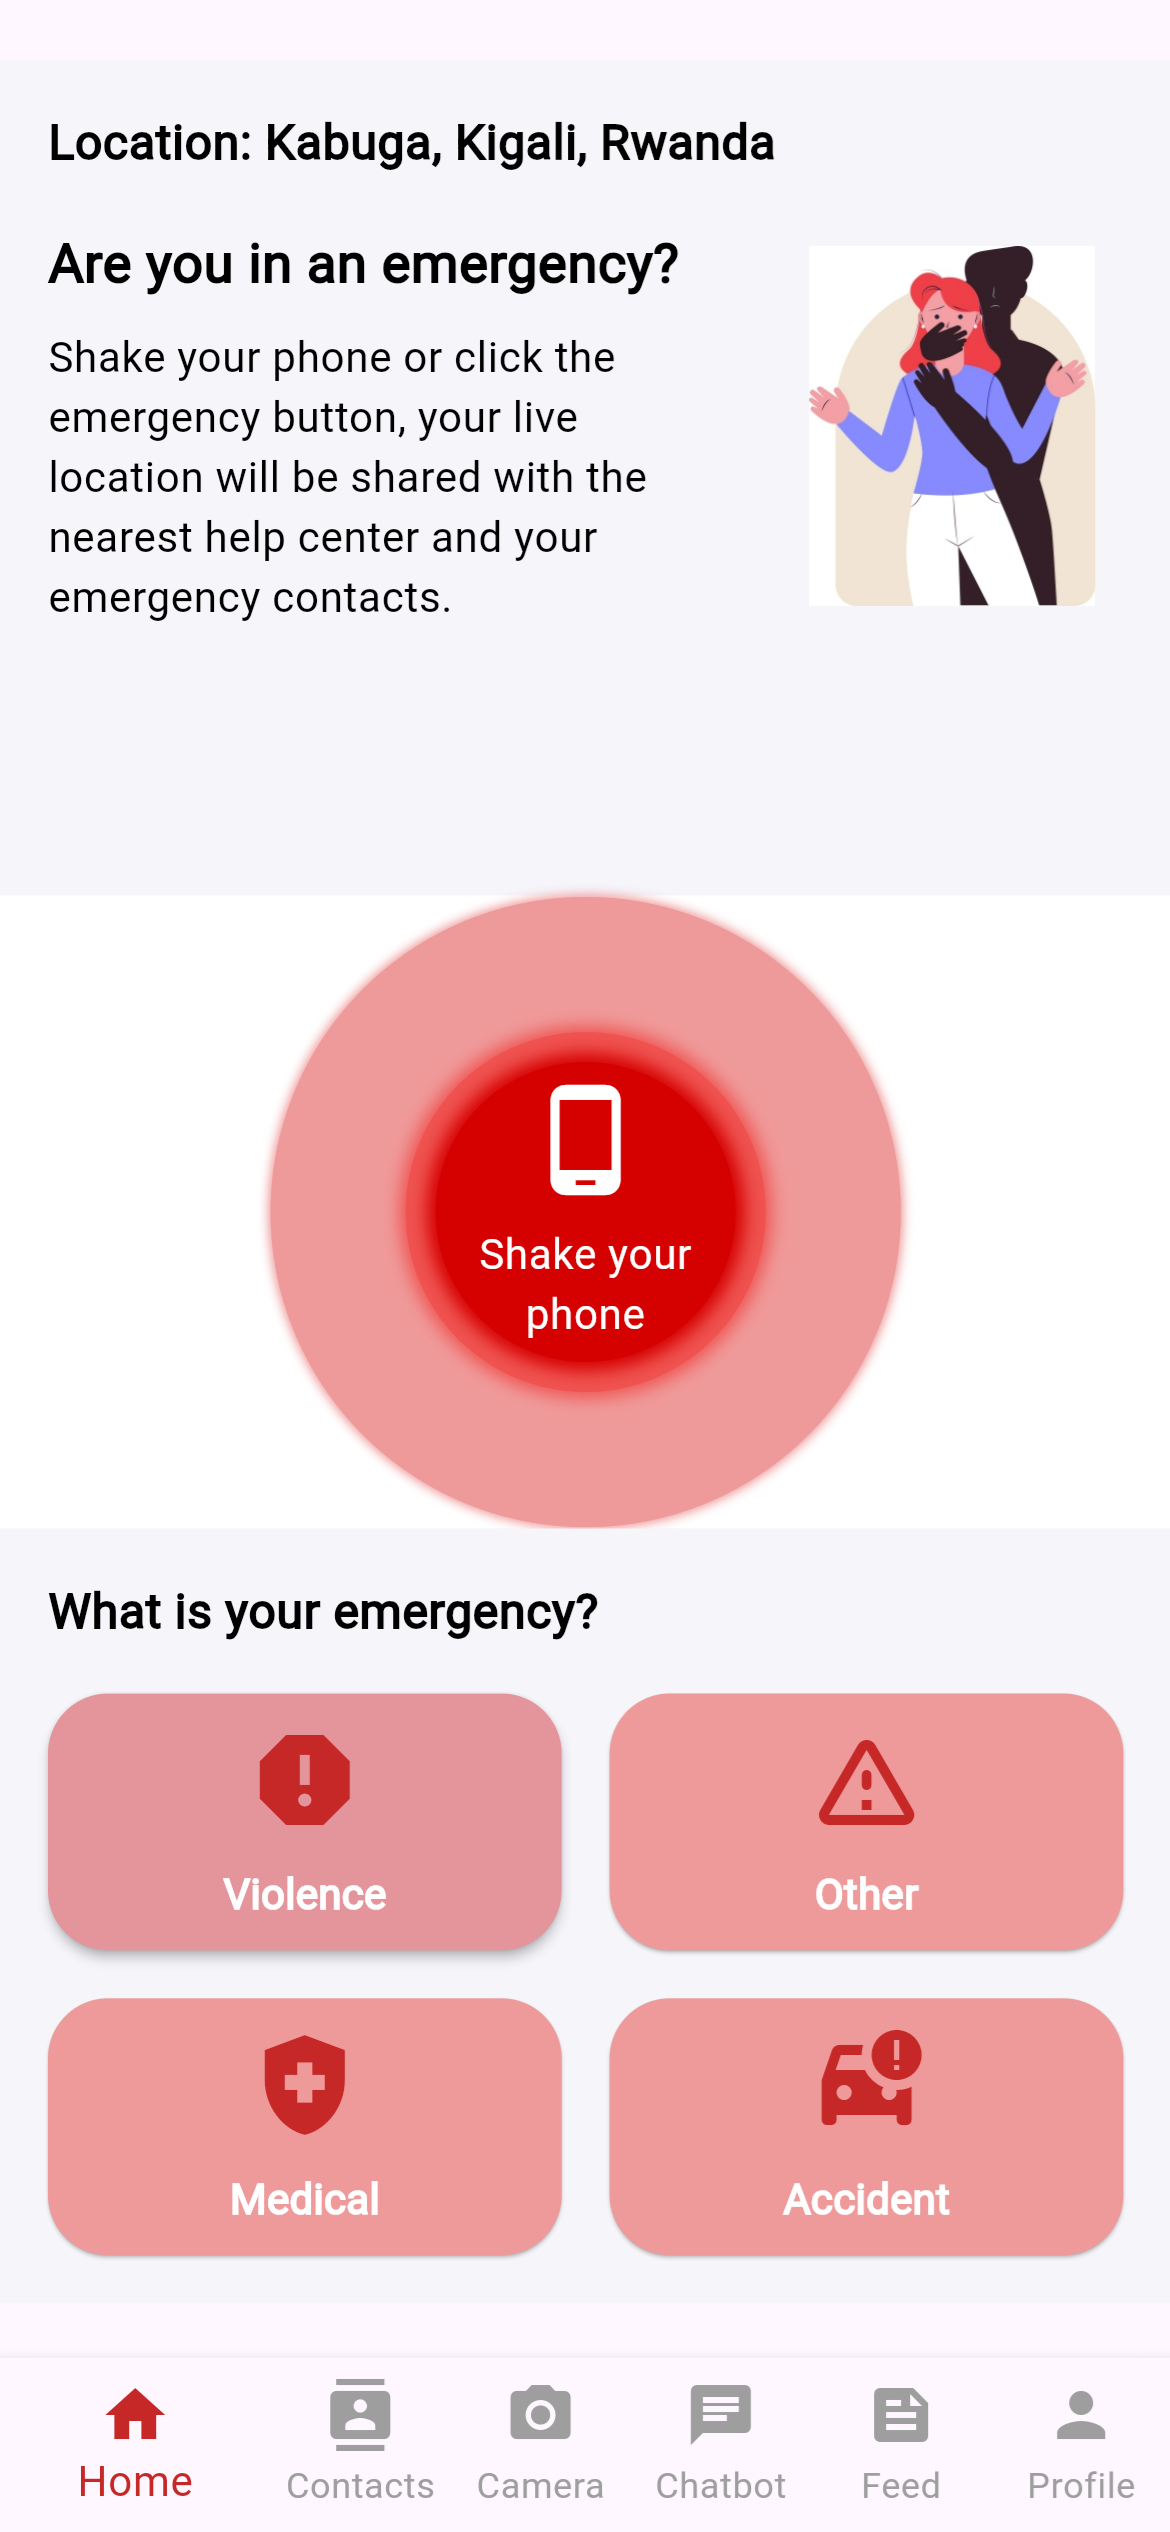 Location: Kabuga, Kigali, Rwanda
Are you in an emergency?
Shake your phone or click the
emergency button, your live
location will be shared with the
nearest help center and your
emergency contacts.
Shake your
phone
What is your emergency?
Violence
Other
Medical
Accident
Home
Contacts
Camera
Chatbot
Feed
Profile